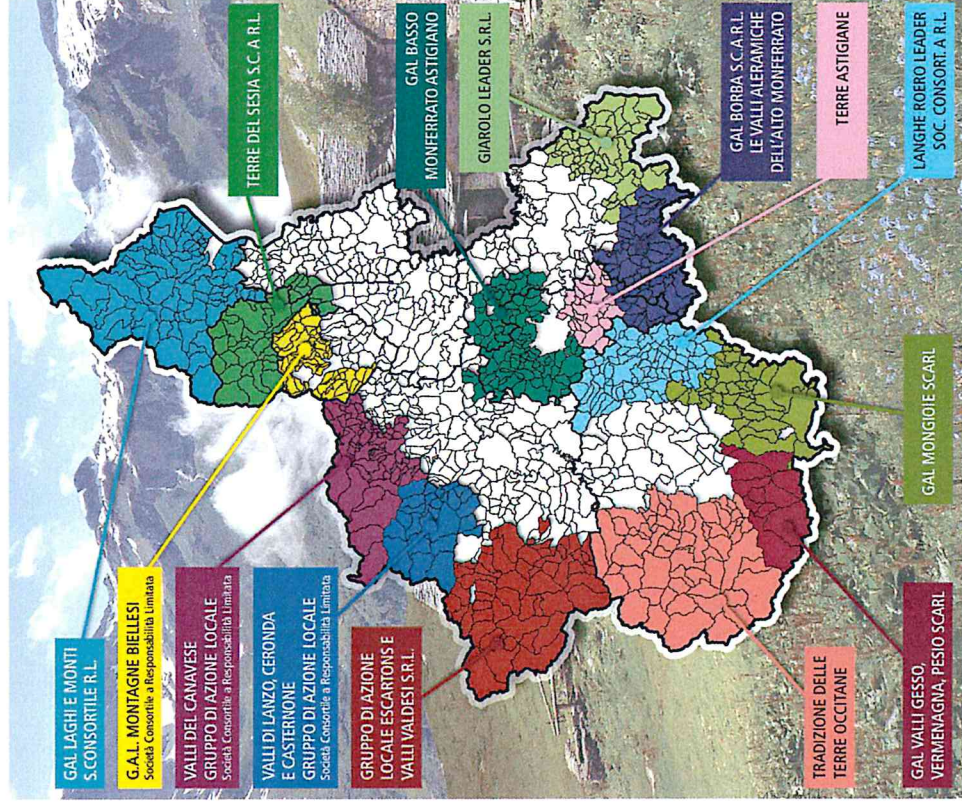 GAL LAGHI E MONTI
S.CONSORTILE R.L.
G.A.L. MONTAGNE BIELLESI
Società Consortile a Responsabilità Limitata
VALLI DEL CANAVESE
GRUPPO DI AZIONE LOCALE
Società Consortile a Responsabilità Limitata
VALLI DI LANZO, CERONDA
E CASTERNONE
GRUPPO DI AZIONE LOCALE
Società Consortile a Responsabilità Limitata
GRUPPO DI AZIONE
LOCALE ESCARTONS E
VALLI VALDESI S.R.L.
TRADIZIONE DELLE
TERRE OCCITANE
GAL VALLI GESSO,
VERMENAGNA, PESIO SCARL
TERRE DEL SESIA S.C. A R.L.
GAL BASSO
MONFERRATO ASTIGIANO
GIAROLO LEADER S.R.L.
GAL BORBA S.C.A R.L.
LE VALLI ALERAMICHE
DELL'ALTO MONFERRATO
TERRE ASTIGIANE
LANGHE ROERO LEADER
SOC. CONSORT. A R.L.
GAL MONGIOIE SCARL